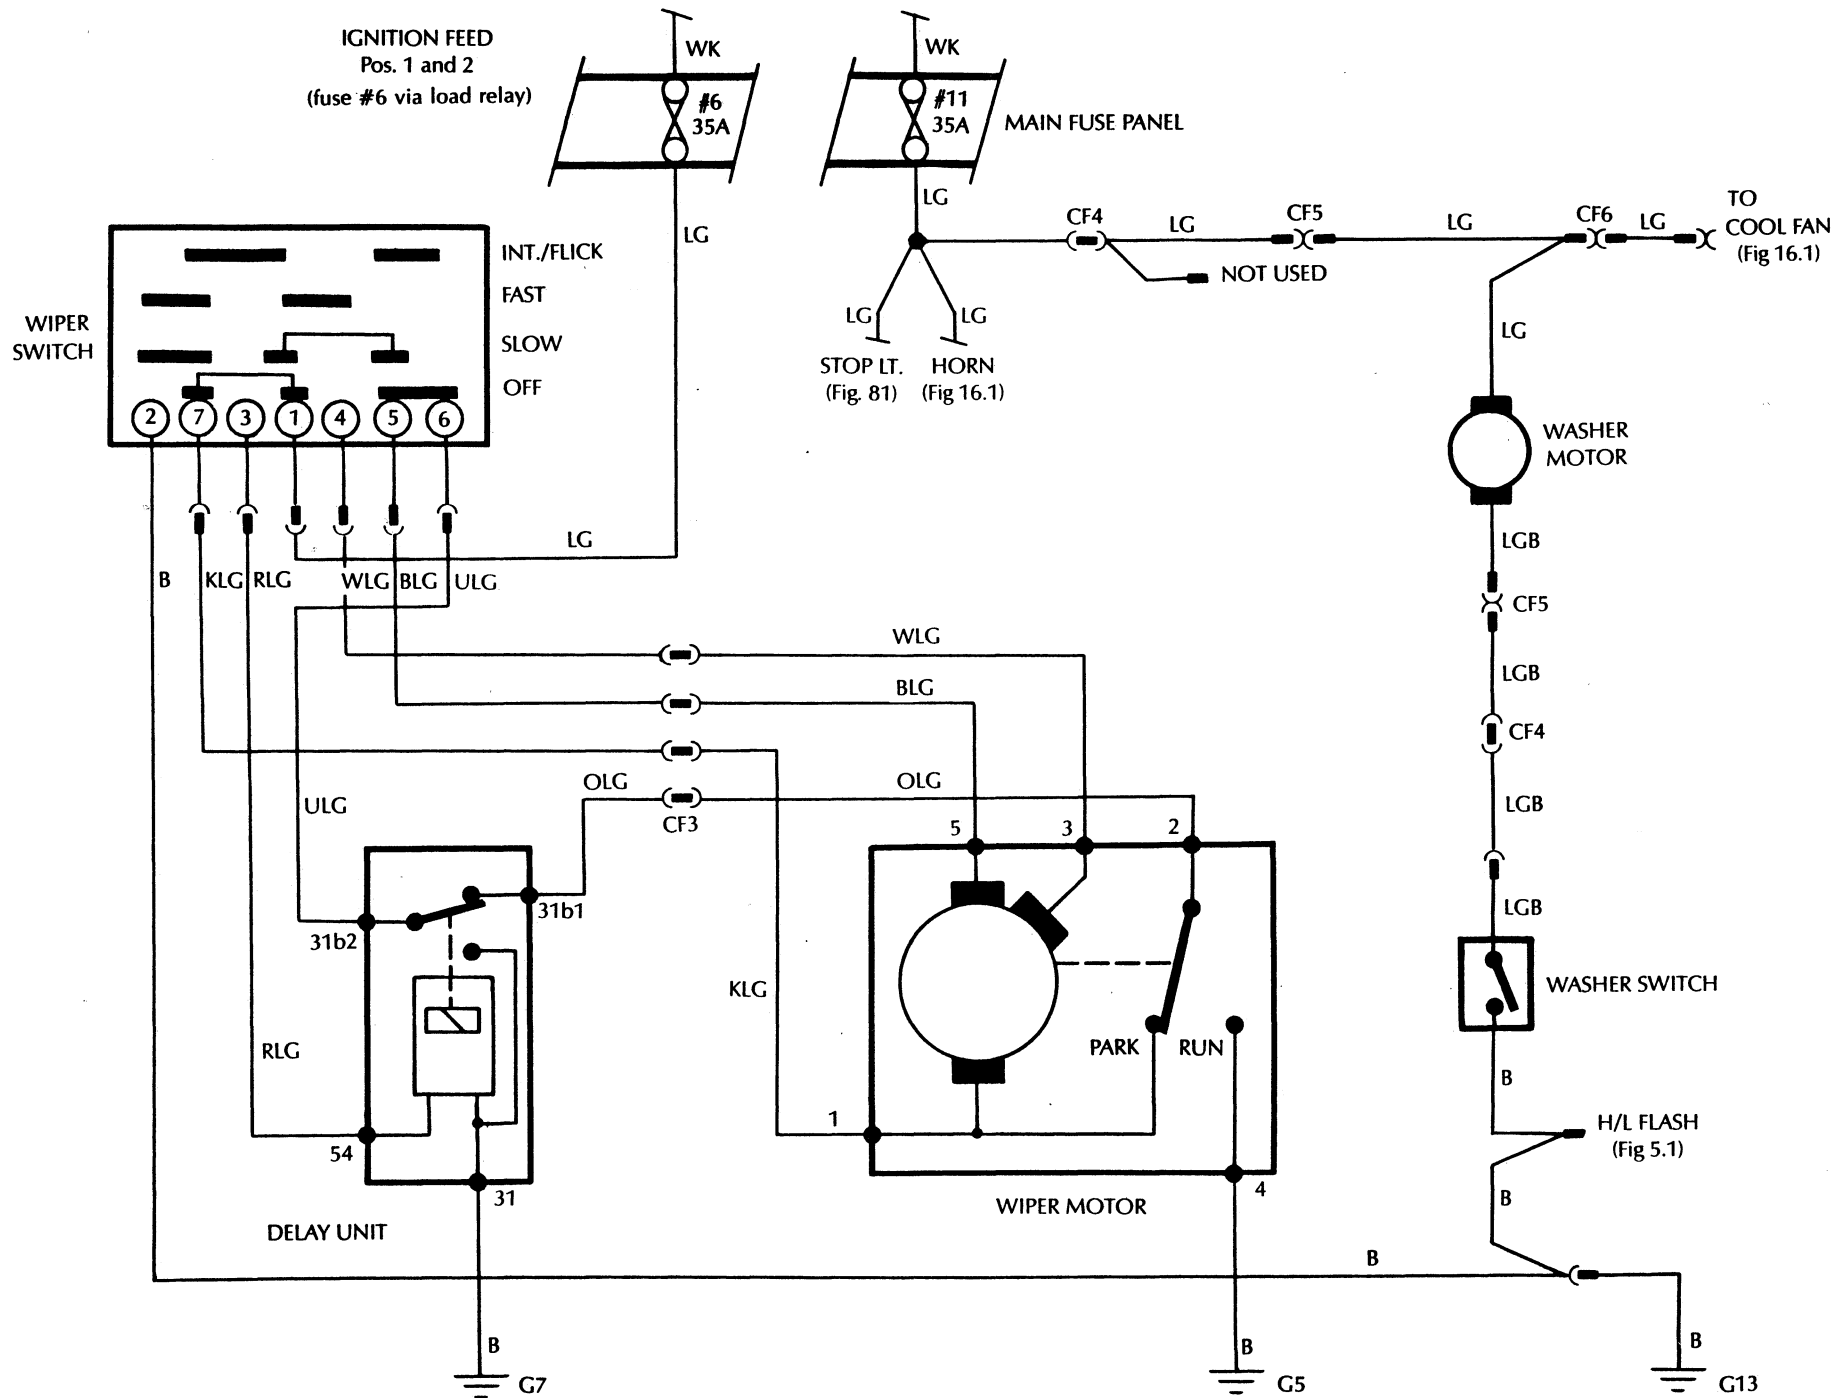 IGNITION FEED
Pos. 1 and 2
(fuse #6 via load relay)
WK
#6
35A
LG
WK
#11
35A
MAIN FUSE PANEL
LG
CF4
LG
CF5
LG
CF6
LG
TO
COOL FAN
(Fig 16.1)
NOT USED
LG
LG
STOP LT.
(Fig. 81)
HORN
(Fig 16.1)
WIPER
SWITCH
INT./FLICK
FAST
SLOW
OFF
2 7 3 1 4 5 6
LG
B KLG RLG WLG BLG ULG
LG
WASHER
MOTOR
LGB
CF5
LGB
CF4
LGB
LGB
WASHER SWITCH
B
H/L FLASH
(Fig 5.1)
B
WLG
BLG
OLG
CF3
OLG
ULG
31b1
31b2
RLG
54
31
DELAY UNIT
KLG
5
3
2
1
PARK
RUN
4
WIPER MOTOR
B
B
G7
B
G5
B
G13